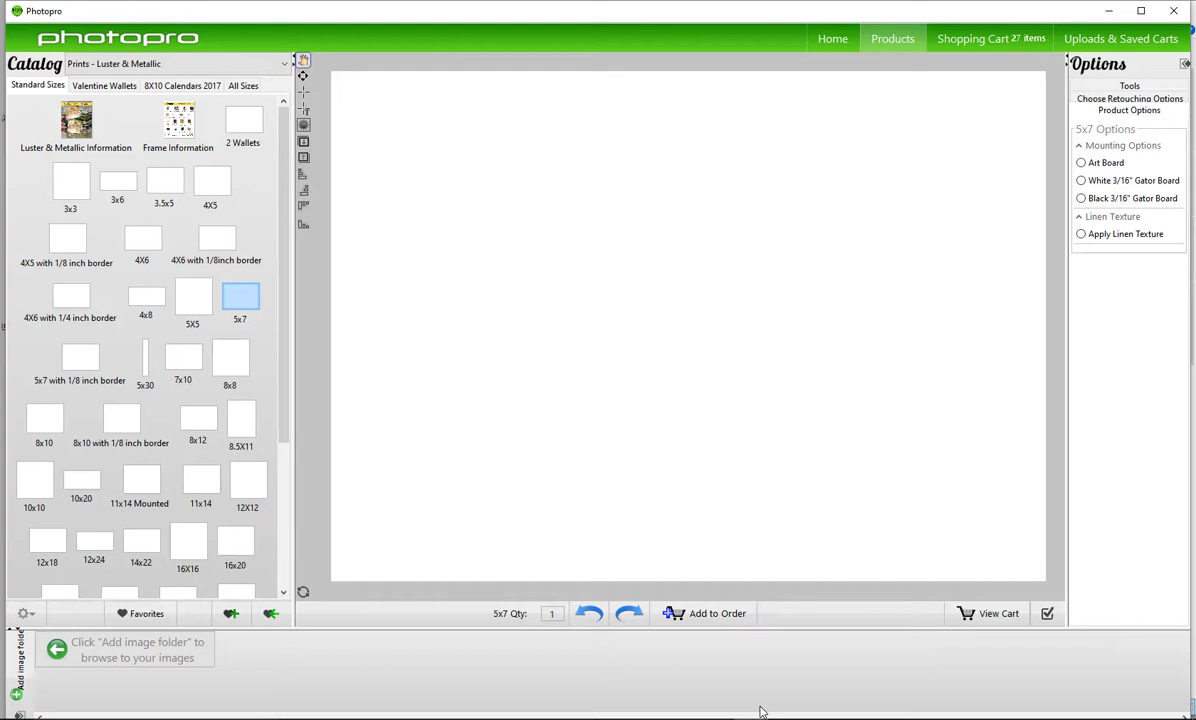 Photopro
photopro
Home
Products
Shopping Cart 27 items
Uploads & Saved Carts
Catalog
Prints - Luster & Metallic
Options
Standard Sizes
Valentine Wallets
8X10 Calendars 2017
All Sizes
Tools
Choose Retouching Options
Product Options
5x7 Options
Mounting Options
Art Board
White 3/16" Gator Board
Black 3/16" Gator Board
Linen Texture
Apply Linen Texture
Luster & Metallic Information
Frame Information
2 Wallets
3x3
3x6
3.5x5
4X5
4X5 with 1/8 inch border
4X6
4X6 with 1/8inch border
4X6 with 1/4 inch border
4x8
5X5
5x7
5x7 with 1/8 inch border
5x30
7x10
8x8
8x10
8x10 with 1/8 inch border
8x12
8.5X11
10x10
10x20
11x14 Mounted
11x14
12X12
12x18
12x24
14x22
16X16
16x20
Favorites
5x7 Qty:
1
Add to Order
View Cart
Add image folder
Click "Add image folder" to
browse to your images